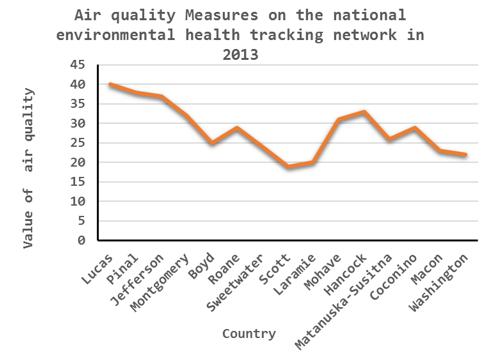 Air quality Measures on the national
environmental health tracking network in
2013
Value of air quality
45
40
35
30
25
20
15
10
5
0
Lucas
Pinal
Jefferson
Montgomery
Boyd
Roane
Sweetwater
Scott
Laramie
Mohave
Hancock
Matanuska-Susitna
Coconino
Macon
Washington
Country